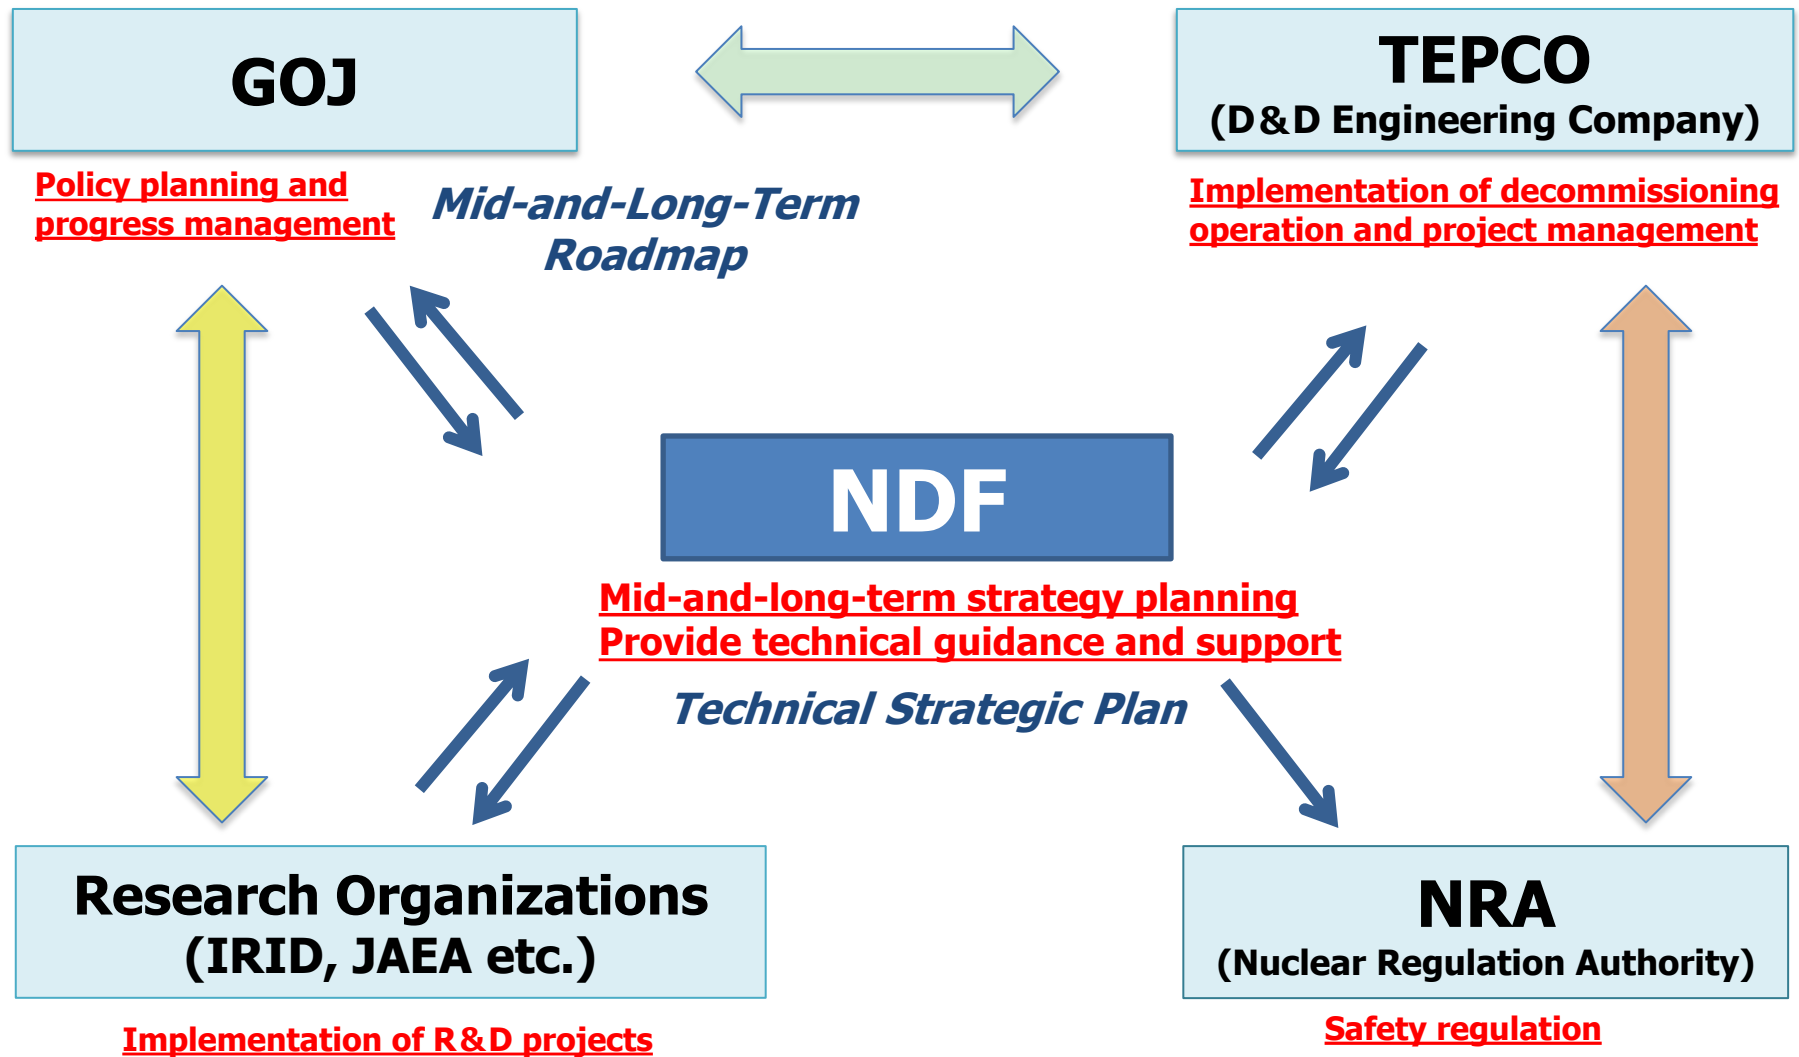 GOJ
TEPCO
(D&D Engineering Company)
Policy planning and
progress management
Mid-and-Long-Term
Roadmap
Implementation of decommissioning
operation and project management
NDF
Mid-and-long-term strategy planning
Provide technical guidance and support
Technical Strategic Plan
Research Organizations
(IRID, JAEA etc.)
NRA
(Nuclear Regulation Authority)
Implementation of R&D projects
Safety regulation